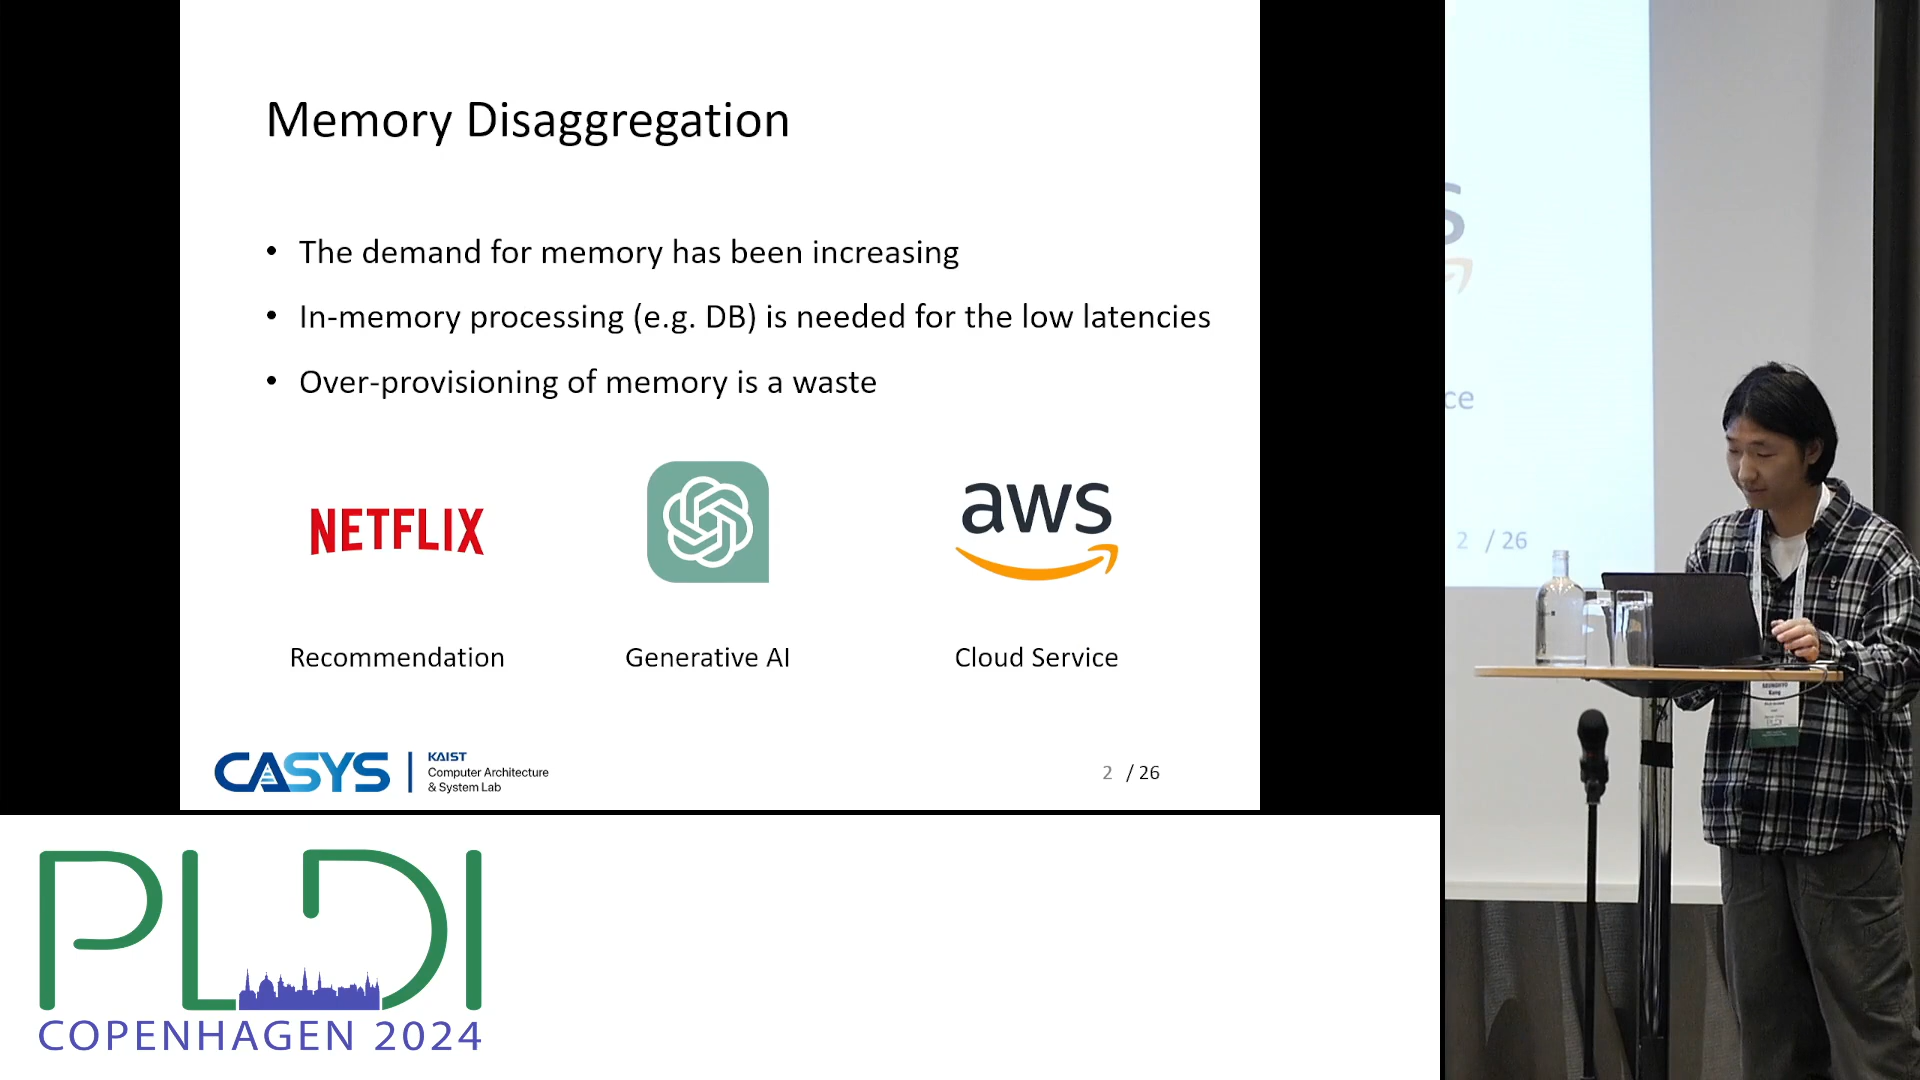 Memory Disaggregation
• The demand for memory has been increasing
• In-memory processing (e.g. DB) is needed for the low latencies
• Over-provisioning of memory is a waste
NETFLIX
aws
Recommendation
Generative AI
Cloud Service
CASYS
KAIST
Computer Architecture
& System Lab
2 / 26
PLDI
COPENHAGEN 2024
s
ce
2 / 26
Kang
PLDI